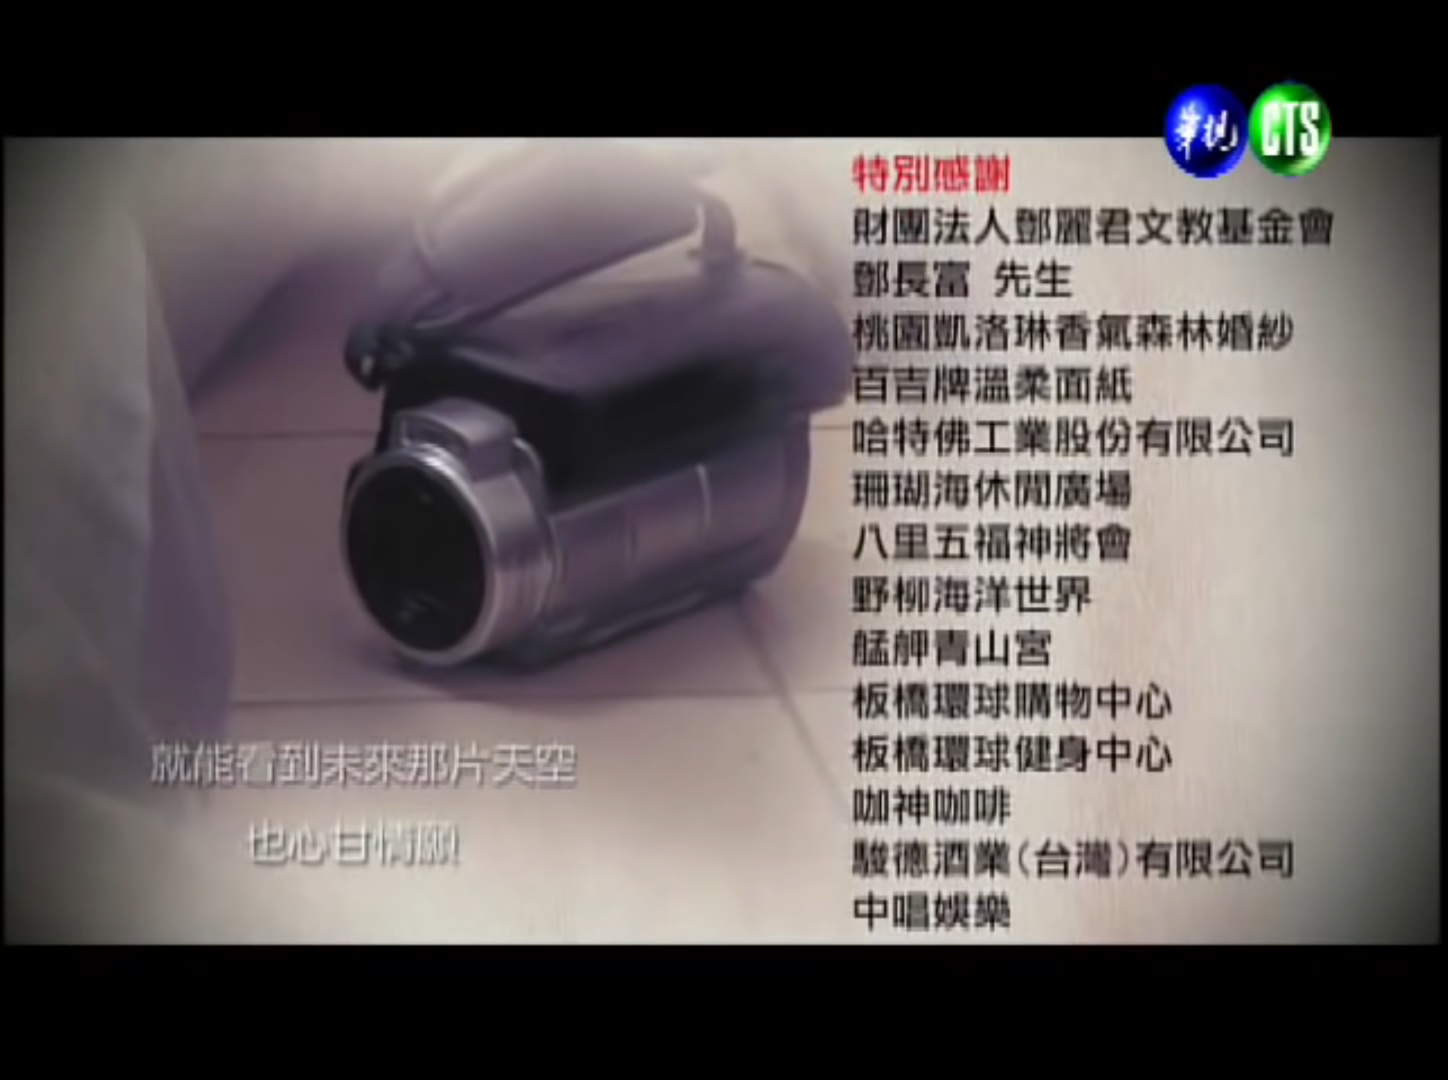 華視 CTS
特別感謝
財團法人鄧麗君文教基金會
鄧長富 先生
桃園凱洛琳香氣森林婚紗
百吉牌溫柔面紙
哈特佛工業股份有限公司
珊瑚海休閒廣場
八里五福神將會
野柳海洋世界
艋舺青山宮
板橋環球購物中心
板橋環球健身中心
咖神咖啡
駿德酒業(台灣)有限公司
中唱娛樂
就能看到未來那片天空
也心甘情願